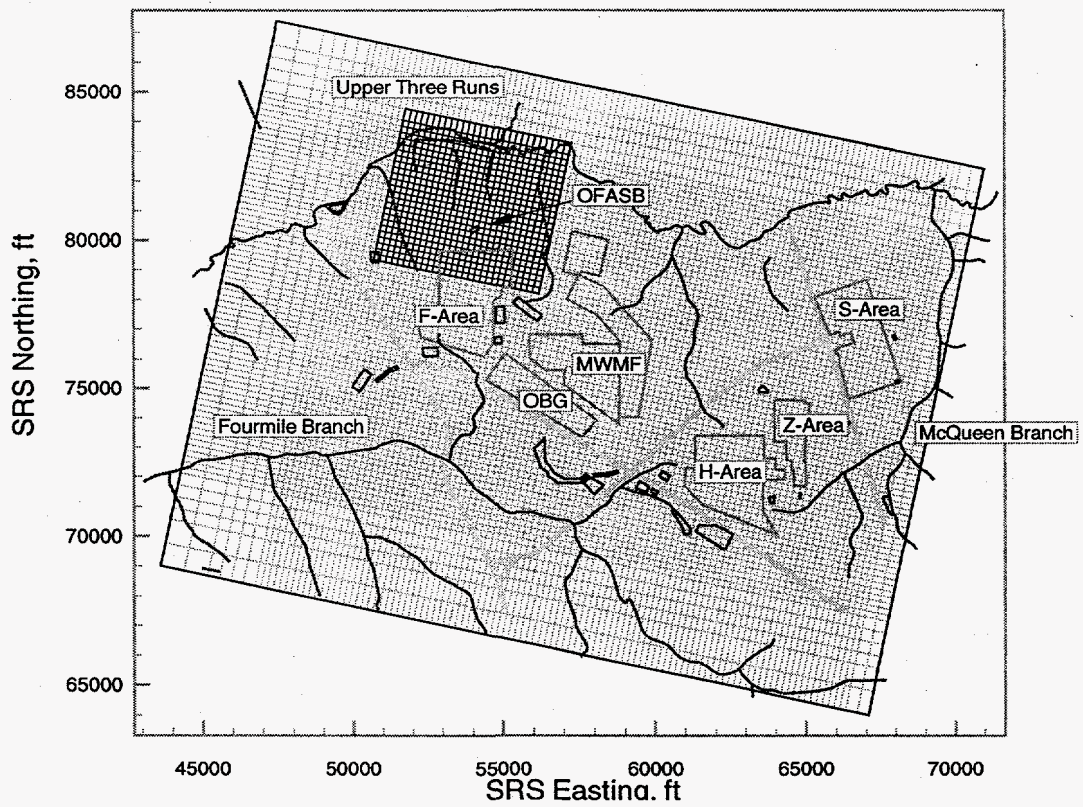 85000
80000
75000
70000
65000
SRS Northing, ft
Upper Three Runs
OFASB
F-Area
S-Area
MWMF
OBG
Z-Area
Fourmile Branch
McQueen Branch
H-Area
45000 50000 55000 60000 65000 70000
SRS Easting, ft